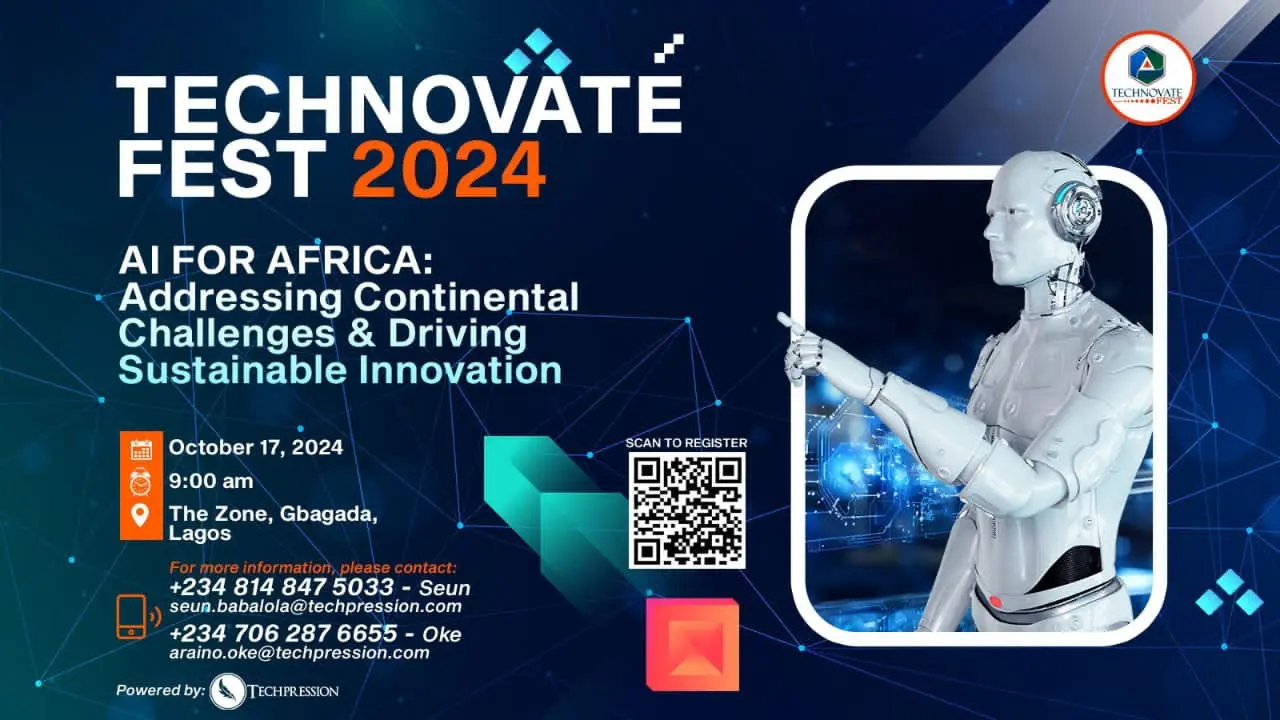 TECHNOVATE
FEST 2024
TECHNOVATE
FEST
AI FOR AFRICA:
Addressing Continental
Challenges & Driving
Sustainable Innovation
October 17, 2024
9:00 am
The Zone, Gbagada,
Lagos
SCAN TO REGISTER
For more information, please contact:
+234 814 847 5033 - Seun
seun.babalola@techpression.com
+234 706 287 6655 - Oke
araino.oke@techpression.com
Powered by: TECHPRESSION